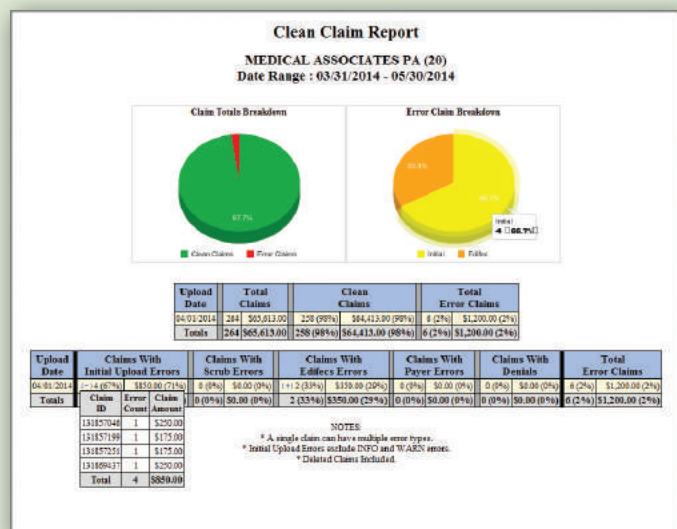 Clean Claim Report
MEDICAL ASSOCIATES PA (20)
Date Range : 03/31/2014 - 05/30/2014
Claim Totals Breakdown
97.7%
Clean Claims Error Claims
Error Claim Breakdown
Initial
66.7%
Initial Edifec
Upload Date Total Claims Clean Claims Total Error Claims
04/01/2014 264 $65,613.00 258 (98%) $64,413.00 (98%) 6 (2%) $1,200.00 (2%)
Totals 264 $65,613.00 258 (98%) $64,413.00 (98%) 6 (2%) $1,200.00 (2%)
Upload Date Claims With Initial Upload Errors Claims With Scrub Errors Claims With Edifecs Errors Claims With Payer Errors Claims With Denials Total Error Claims
04/01/2014 4 (67%) $850.00 (71%) 0 (0%) $0.00 (0%) 2 (33%) $350.00 (29%) 0 (0%) $0.00 (0%) 0 (0%) $0.00 (0%) 6 (2%) $1,200.00 (2%)
Totals 0 (0%) $0.00 (0%) 2 (33%) $350.00 (29%) 0 (0%) $0.00 (0%) 0 (0%) $0.00 (0%) 6 (2%) $1,200.00 (2%)
Claim ID Error Count Claim Amount
131857046 1 $250.00
131857199 1 $175.00
131857251 1 $175.00
131869437 1 $250.00
Total 4 $850.00
NOTES:
* A single claim can have multiple error types.
* Initial Upload Errors exclude INFO and WARN errors.
* Deleted Claims Included.